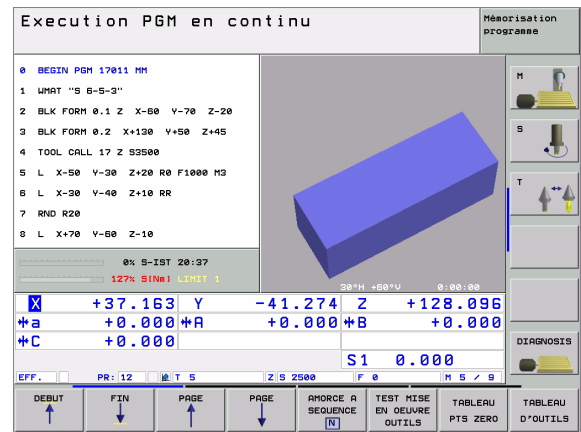 Execution PGM en continu
Mémorisation
programme
0 BEGIN PGM 17011 MM
1 WMAT "S 6-5-3"
2 BLK FORM 0.1 Z X-60 Y-70 Z-20
3 BLK FORM 0.2 X+130 Y+50 Z+45
4 TOOL CALL 17 Z S3500
5 L X-50 Y-30 Z+20 R0 F1000 M3
6 L X-30 Y-40 Z+10 RR
7 RND R20
8 L X+70 Y-60 Z-10
M
S
T
0% S-IST 20:37
127% S[Nm] LIMIT 1
30°H +60°V 0:00:00
X +37.163 Y -41.274 Z +128.096
a +0.000 A +0.000 B +0.000
C +0.000
S1 0.000
DIAGNOSIS
EFF. PR: 12 T 5 Z S 2500 F 0 M 5 / 9
DEBUT
FIN
PAGE
PAGE
AMORCE A
SEQUENCE
N
TEST MISE
EN OEUVRE
OUTILS
TABLEAU
PTS ZERO
TABLEAU
D'OUTILS